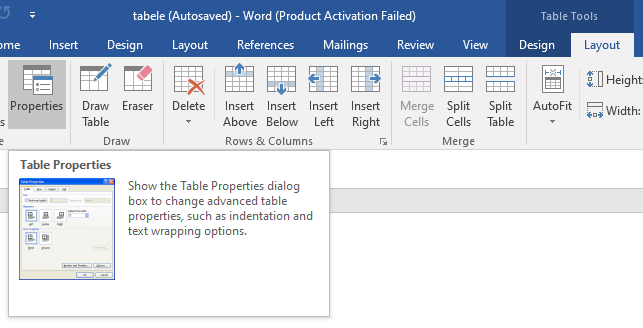 tabele (Autosaved) - Word (Product Activation Failed)
Table Tools
ome Insert Design Layout References Mailings Review View Design Layout
Properties Draw Table Eraser Delete Insert Above Insert Below Insert Left Insert Right Merge Cells Split Cells Split Table AutoFit Height: Width:
Draw Rows & Columns Merge
Table Properties
Show the Table Properties dialog
box to change advanced table
properties, such as indentation and
text wrapping options.